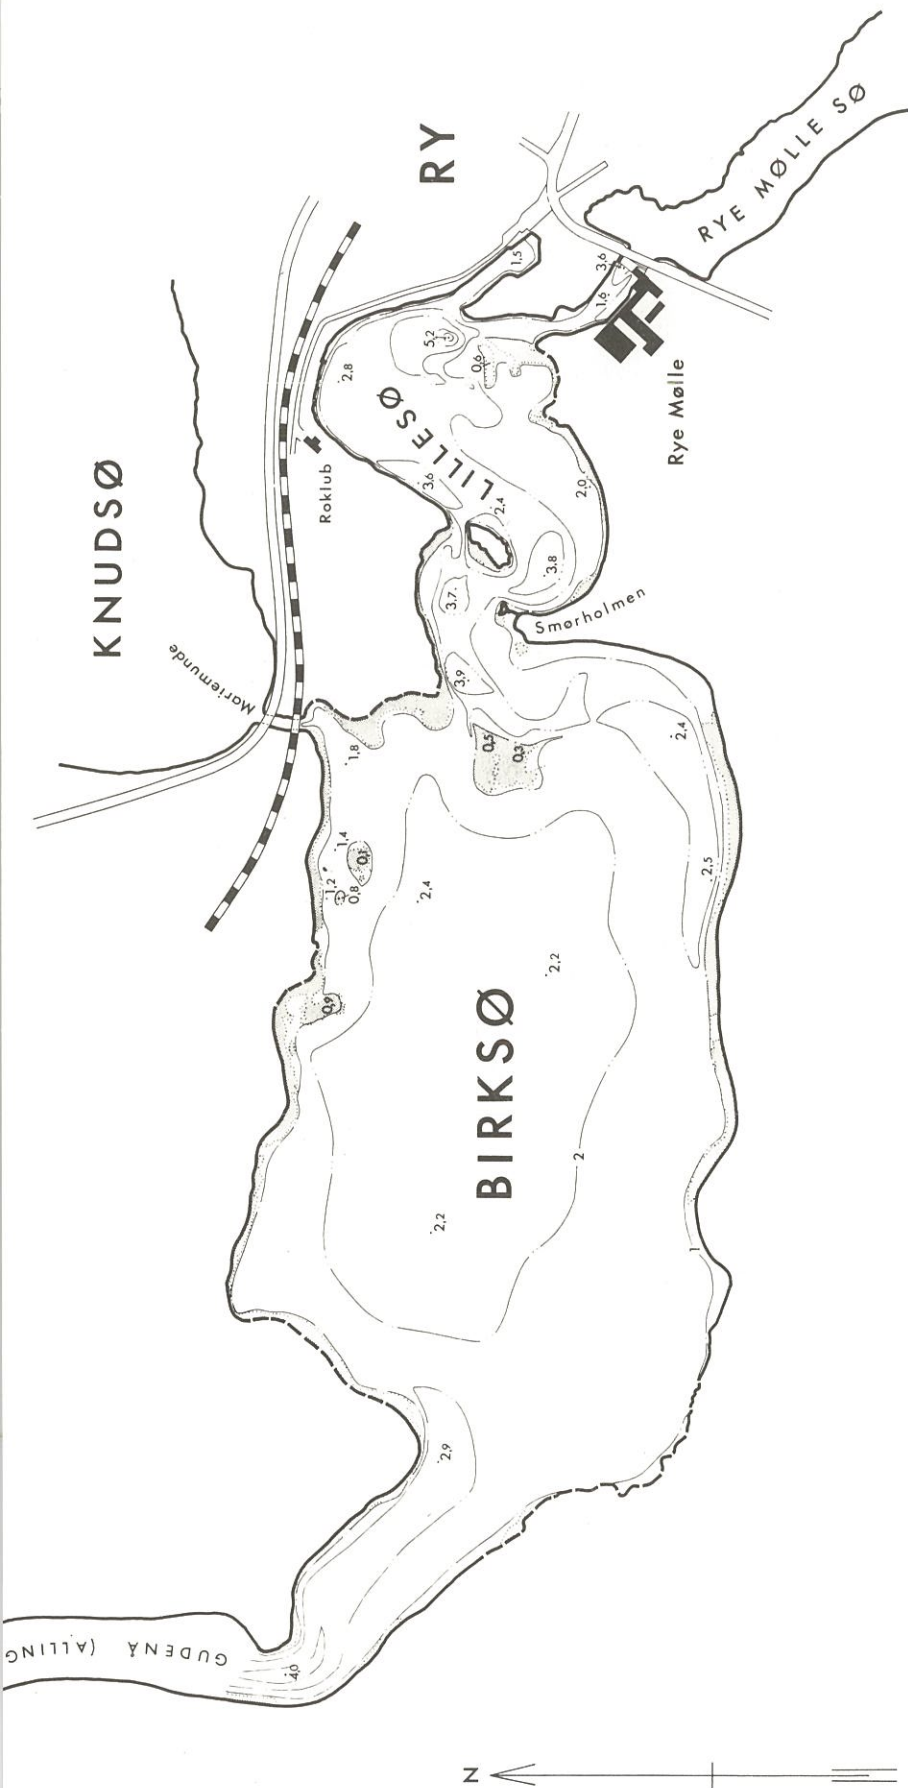 KNUDSØ
RY
Mariemunde
Roklub
LILLESØ
RYE MØLLE SØ
Rye Mølle
Smørholmen
BIRKSØ
GUDENÅ (ALLING
N
2,8
5,2
0,6
1,5
3,6
1,6
3,6
2,4
2,0
3,8
3,7
3,9
1,8
0,5
0,3
2,4
2,5
1,4
0,1
1,2
0,8
2,4
0,9
2,2
2
2,2
1
2,9
4,0